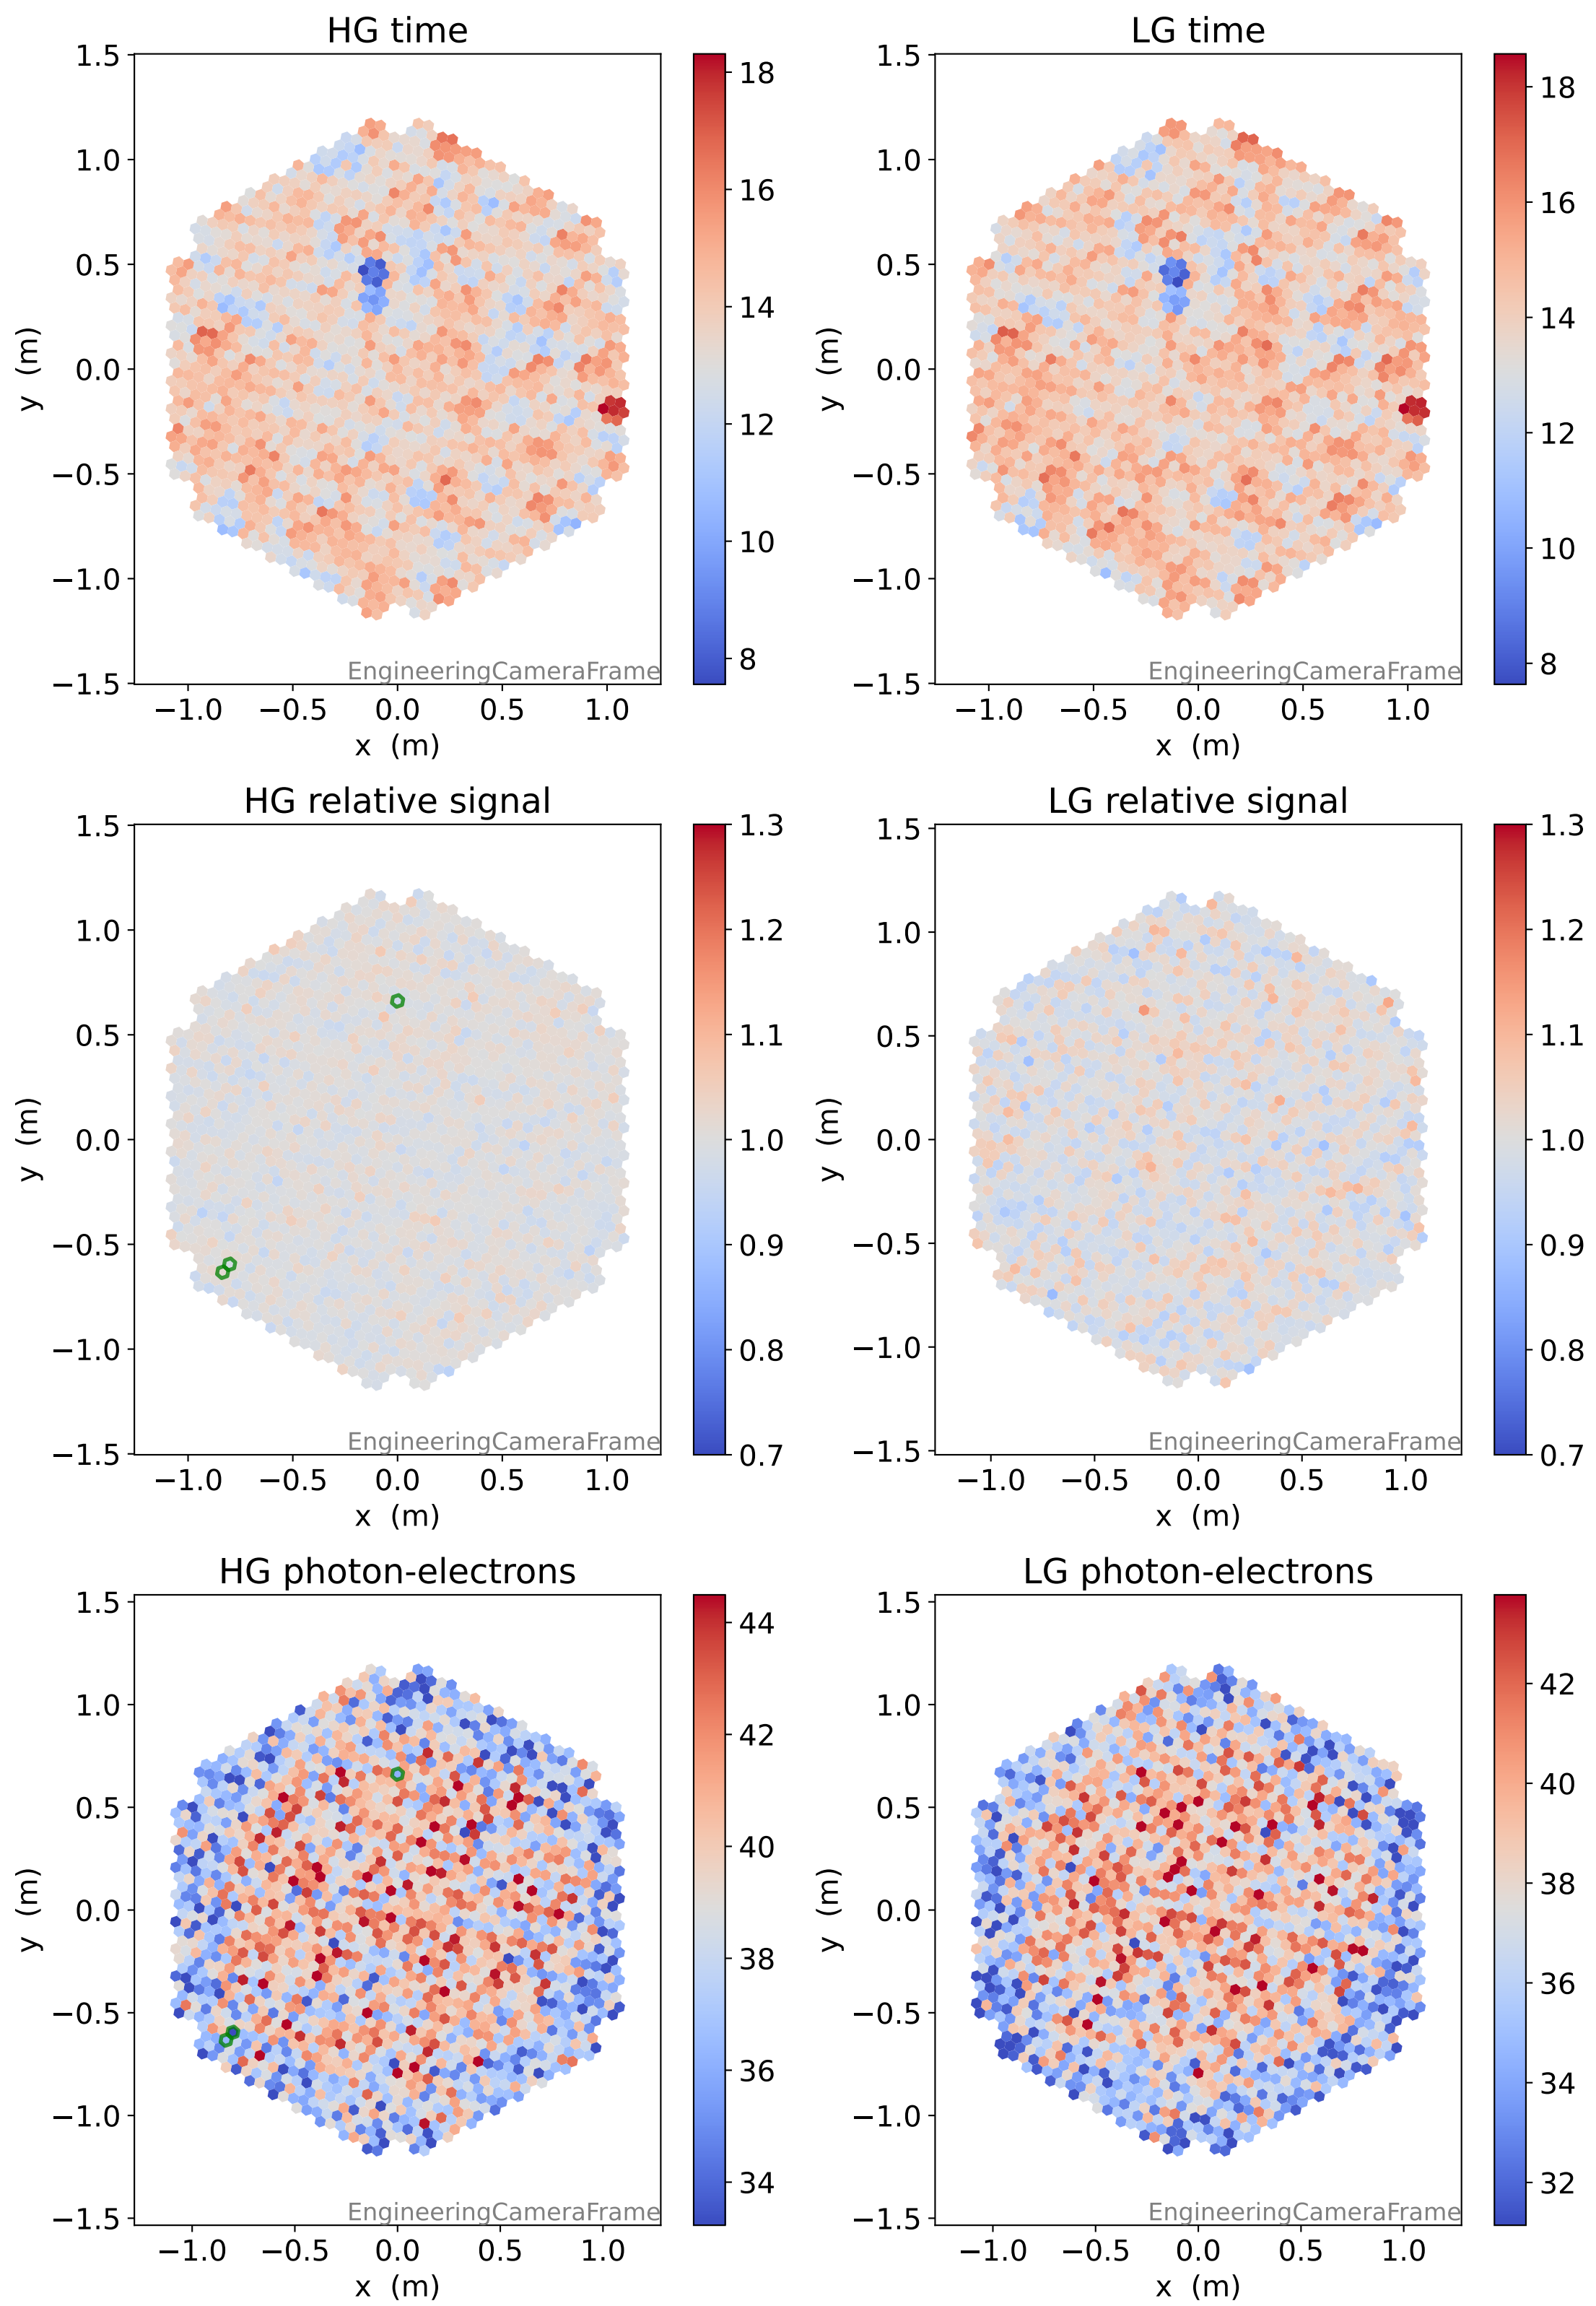 HG time
LG time
1.5
1.0
0.5
0.0
−0.5
−1.0
−1.5
y (m)
−1.0 −0.5 0.0 0.5 1.0
x (m)
EngineeringCameraFrame
18
16
14
12
10
8
1.5
1.0
0.5
0.0
−0.5
−1.0
−1.5
y (m)
−1.0 −0.5 0.0 0.5 1.0
x (m)
EngineeringCameraFrame
18
16
14
12
10
8
HG relative signal
LG relative signal
1.5
1.0
0.5
0.0
−0.5
−1.0
−1.5
y (m)
−1.0 −0.5 0.0 0.5 1.0
x (m)
EngineeringCameraFrame
1.3
1.2
1.1
1.0
0.9
0.8
0.7
1.5
1.0
0.5
0.0
−0.5
−1.0
−1.5
y (m)
−1.0 −0.5 0.0 0.5 1.0
x (m)
EngineeringCameraFrame
1.3
1.2
1.1
1.0
0.9
0.8
0.7
HG photon-electrons
LG photon-electrons
1.5
1.0
0.5
0.0
−0.5
−1.0
−1.5
y (m)
−1.0 −0.5 0.0 0.5 1.0
x (m)
EngineeringCameraFrame
44
42
40
38
36
34
1.5
1.0
0.5
0.0
−0.5
−1.0
−1.5
y (m)
−1.0 −0.5 0.0 0.5 1.0
x (m)
EngineeringCameraFrame
42
40
38
36
34
32